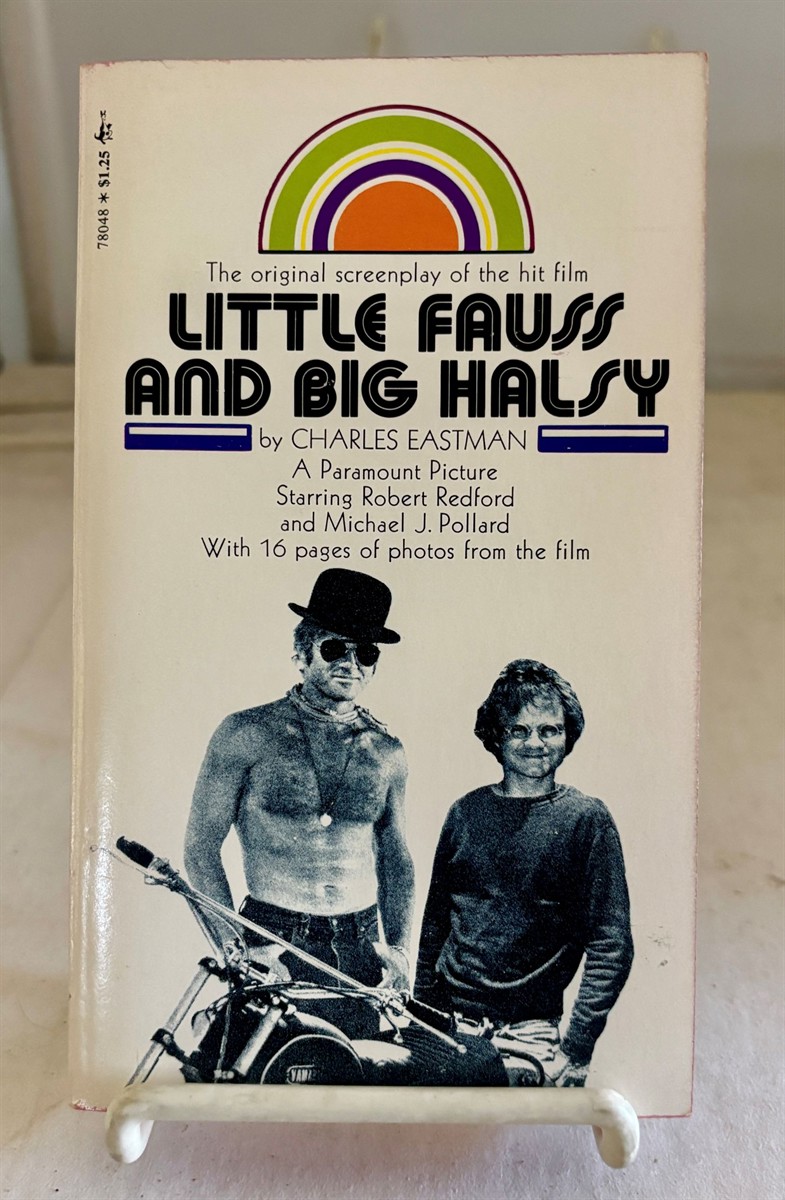 78048 * $1.25
The original screenplay of the hit film
LITTLE FAUSS
AND BIG HALSY
by CHARLES EASTMAN
A Paramount Picture
Starring Robert Redford
and Michael J. Pollard
With 16 pages of photos from the film